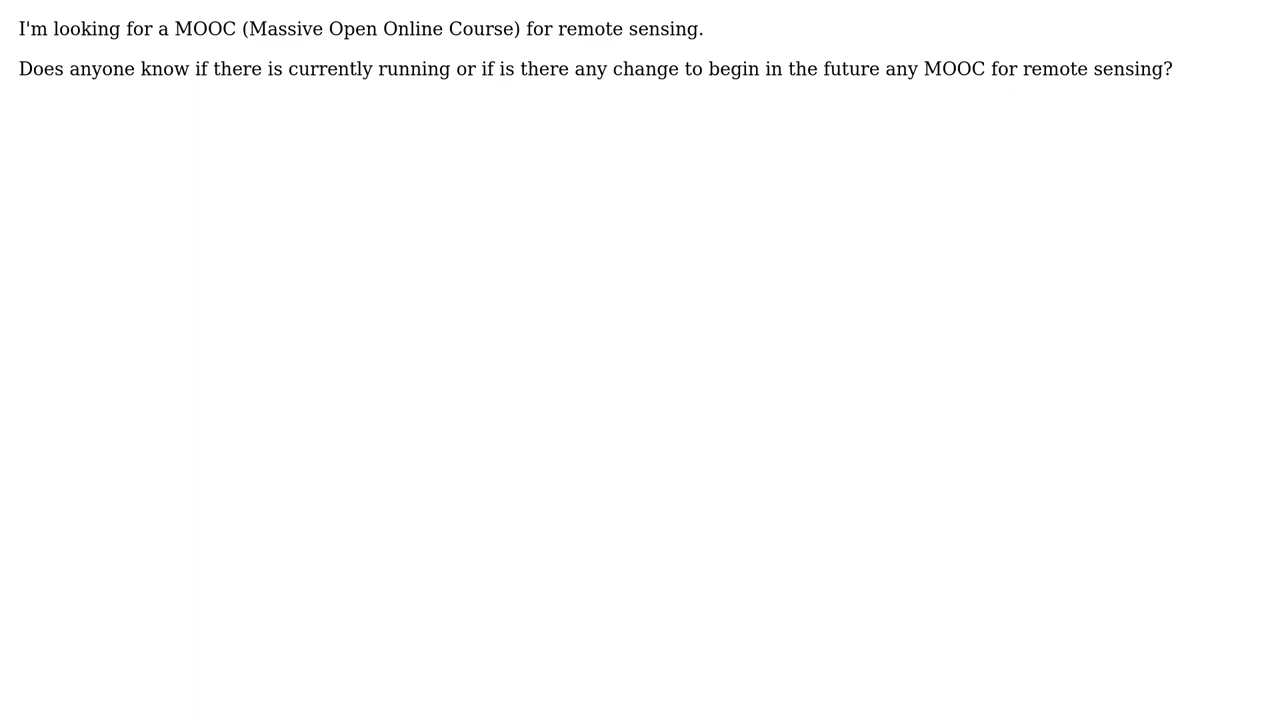 I'm looking for a MOOC (Massive Open Online Course) for remote sensing.
Does anyone know if there is currently running or if is there any change to begin in the future any MOOC for remote sensing?